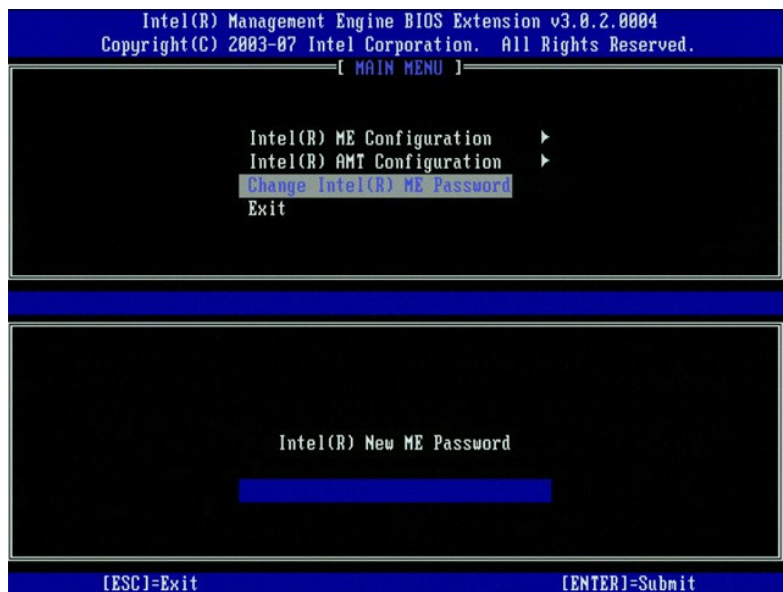 Intel(R) Management Engine BIOS Extension v3.0.2.0004
Copyright(C) 2003-07 Intel Corporation. All Rights Reserved.
[ MAIN MENU ]
Intel(R) ME Configuration ►
Intel(R) AMT Configuration ►
Change Intel(R) ME Password
Exit
Intel(R) New ME Password
[ESC]=Exit [ENTER]=Submit